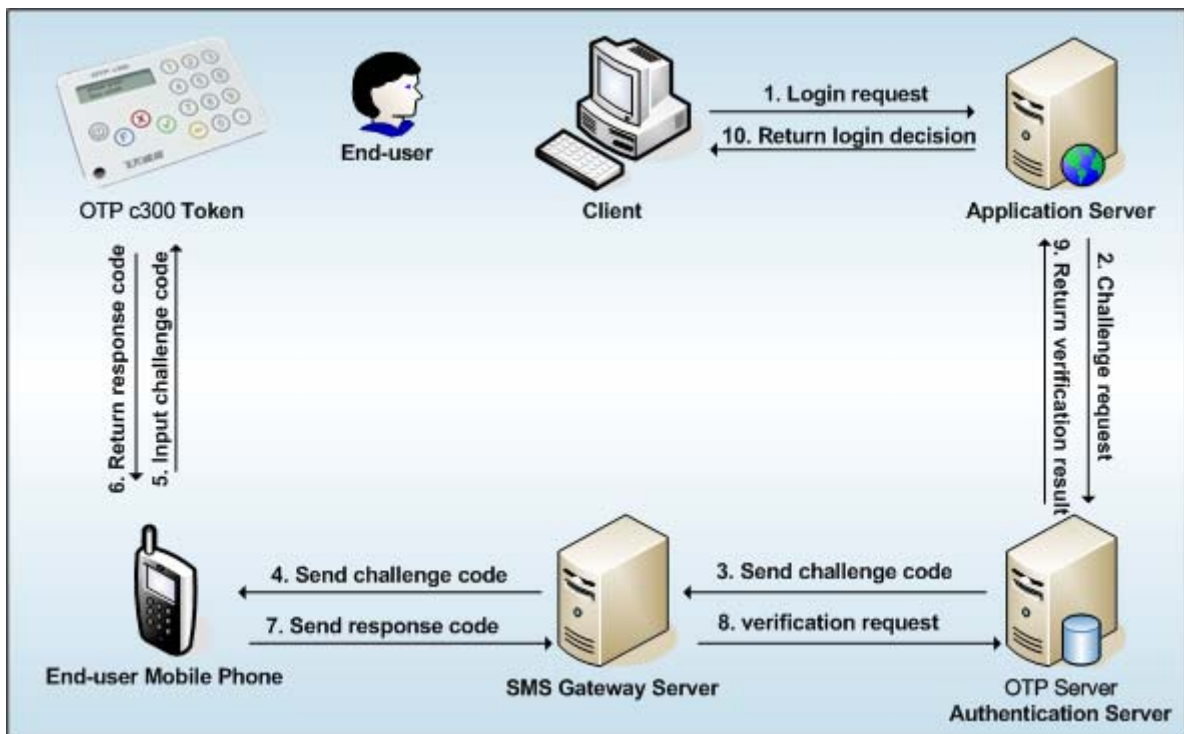 OTP c300 Token
End-user
Client
1. Login request
10. Return login decision
Application Server
6. Return response code
5. Input challenge code
9. Return verification result
2. Challenge request
End-user Mobile Phone
4. Send challenge code
7. Send response code
SMS Gateway Server
3. Send challenge code
8. verification request
OTP Server
Authentication Server